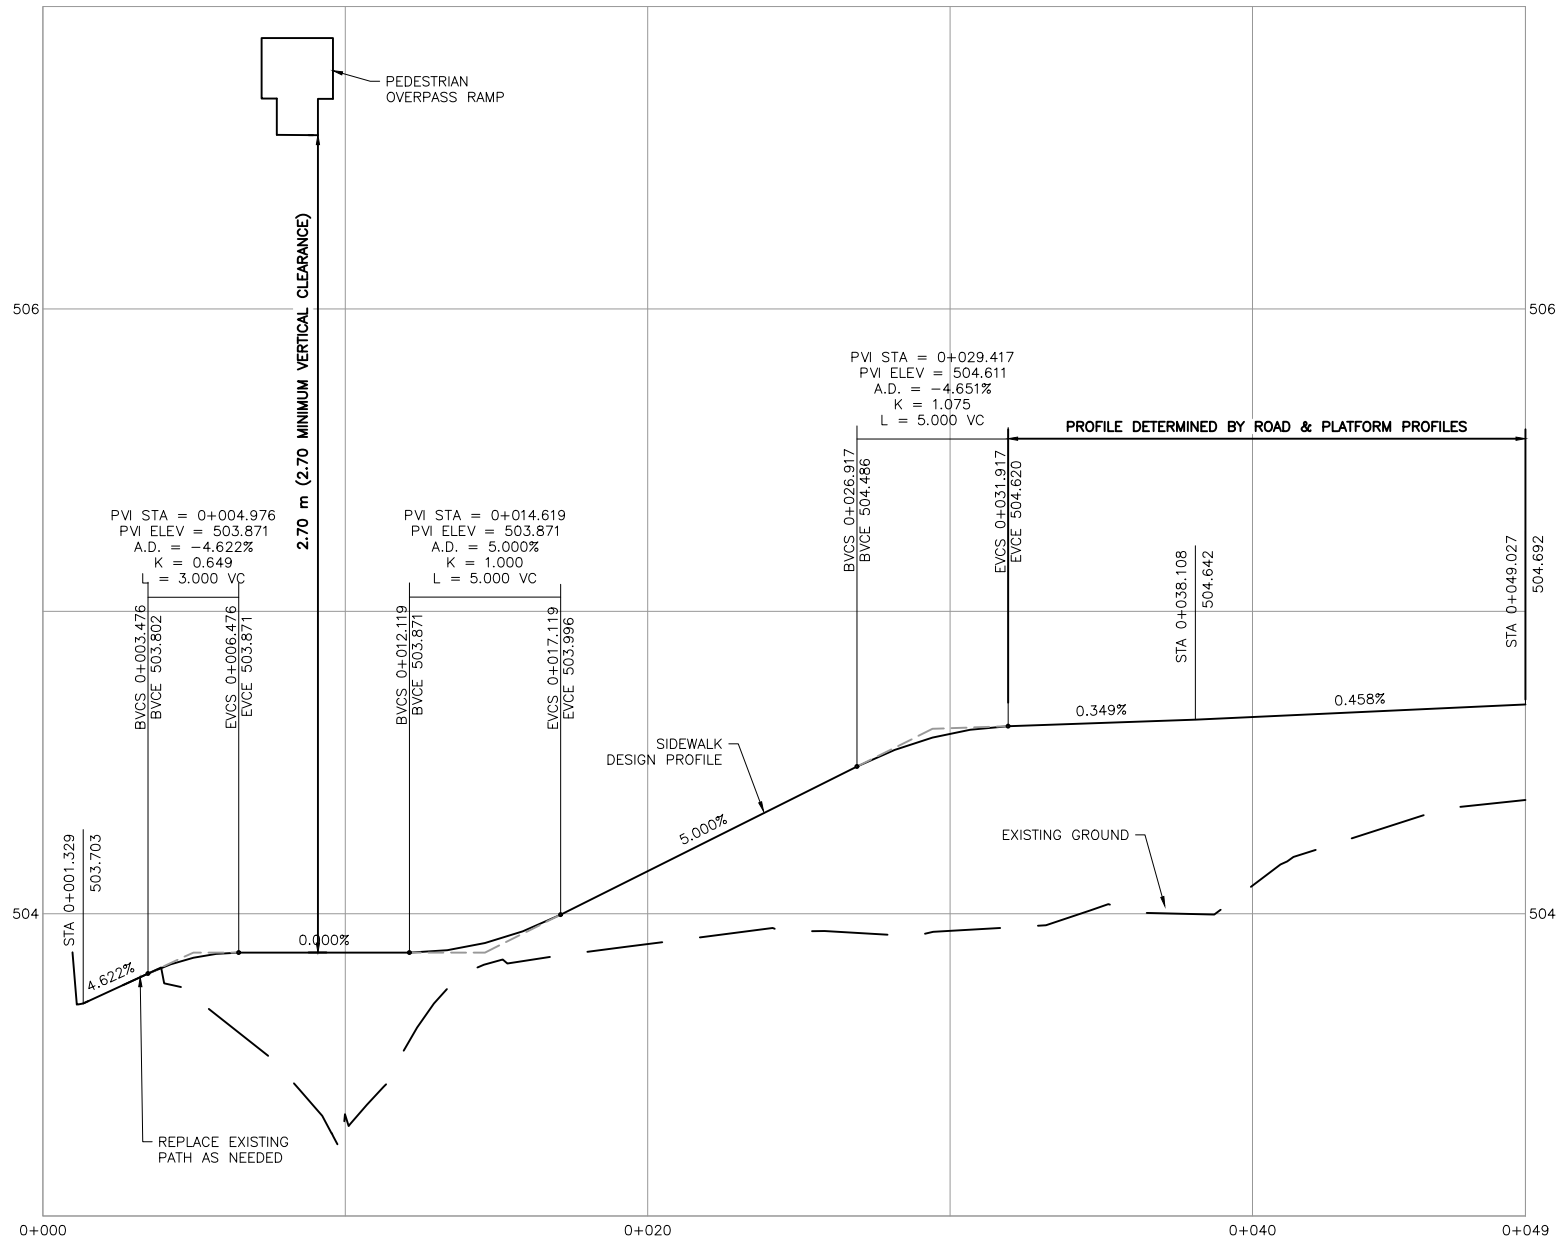 PEDESTRIAN
OVERPASS RAMP
2.70 m (2.70 MINIMUM VERTICAL CLEARANCE)
506
506
PVI STA = 0+029.417
PVI ELEV = 504.611
A.D. = -4.651%
K = 1.075
L = 5.000 VC
PROFILE DETERMINED BY ROAD & PLATFORM PROFILES
BVCS 0+026.917
BVCE 504.486
EVCS 0+031.917
EVCE 504.620
PVI STA = 0+004.976
PVI ELEV = 503.871
A.D. = -4.622%
K = 0.649
L = 3.000 VC
PVI STA = 0+014.619
PVI ELEV = 503.871
A.D. = 5.000%
K = 1.000
L = 5.000 VC
BVCS 0+003.476
BVCE 503.802
EVCS 0+006.476
EVCE 503.871
BVCS 0+012.119
BVCE 503.871
EVCS 0+017.119
EVCE 503.996
STA 0+038.108
504.642
STA 0+049.027
504.692
0.349%
0.458%
SIDEWALK
DESIGN PROFILE
5.000%
EXISTING GROUND
STA 0+001.329
503.703
504
504
0.000%
4.622%
REPLACE EXISTING
PATH AS NEEDED
0+000
0+020
0+040
0+049